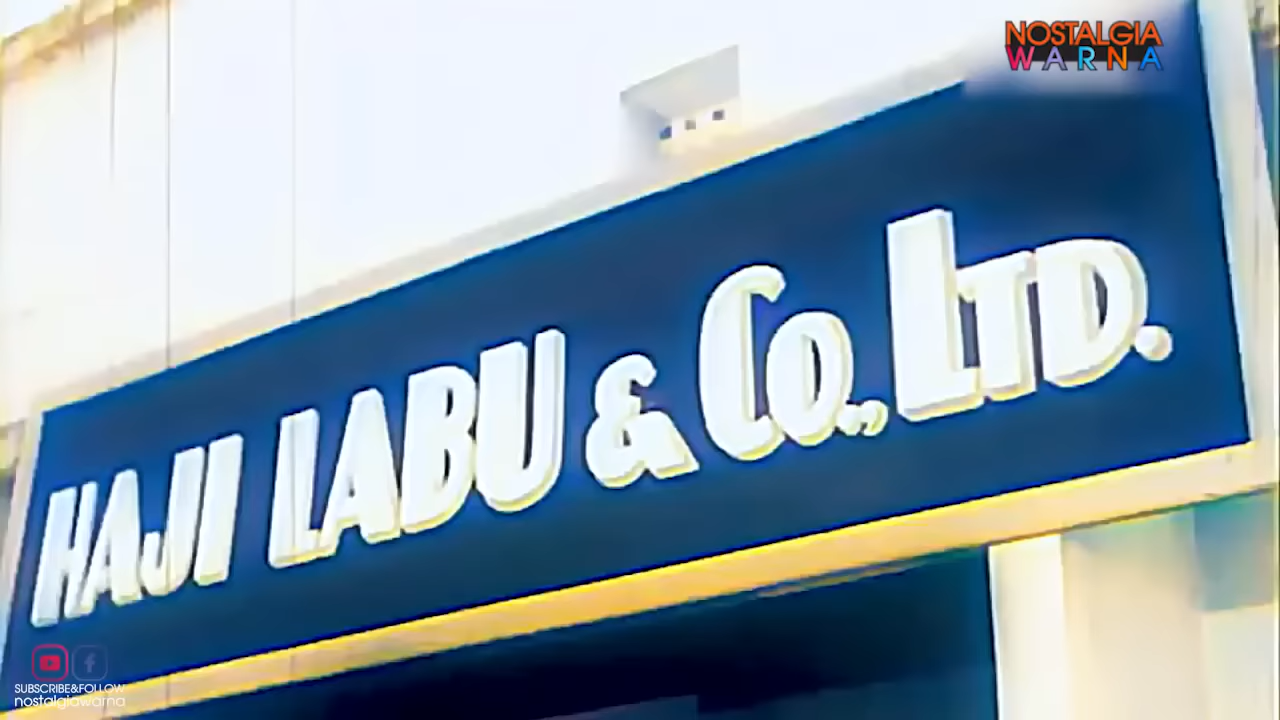 NOSTALGIA
WARNA
HAJI LABU & Co., LTD.
SUBSCRIBE&FOLLOW
nostalgiawarna